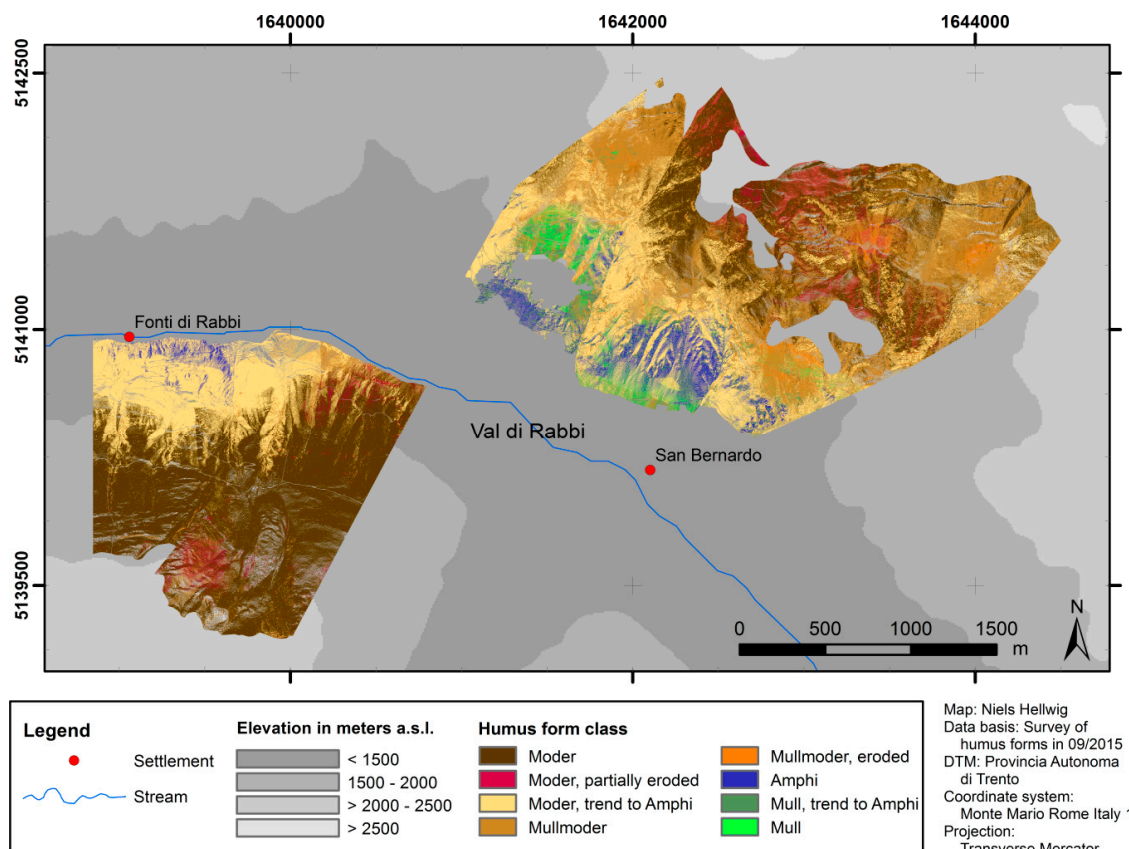 1640000
1642000
1644000
5142500
5141000
5139500
Fonti di Rabbi
Val di Rabbi
San Bernardo
N
0 500 1000 1500
m
Legend
Settlement
Stream
Elevation in meters a.s.l.
< 1500
1500 - 2000
> 2000 - 2500
> 2500
Humus form class
Moder
Moder, partially eroded
Moder, trend to Amphi
Mullmoder
Mullmoder, eroded
Amphi
Mull, trend to Amphi
Mull
Map: Niels Hellwig
Data basis: Survey of
humus forms in 09/2015
DTM: Provincia Autonoma
di Trento
Coordinate system:
Monte Mario Rome Italy
Projection:
Transverse Mercator